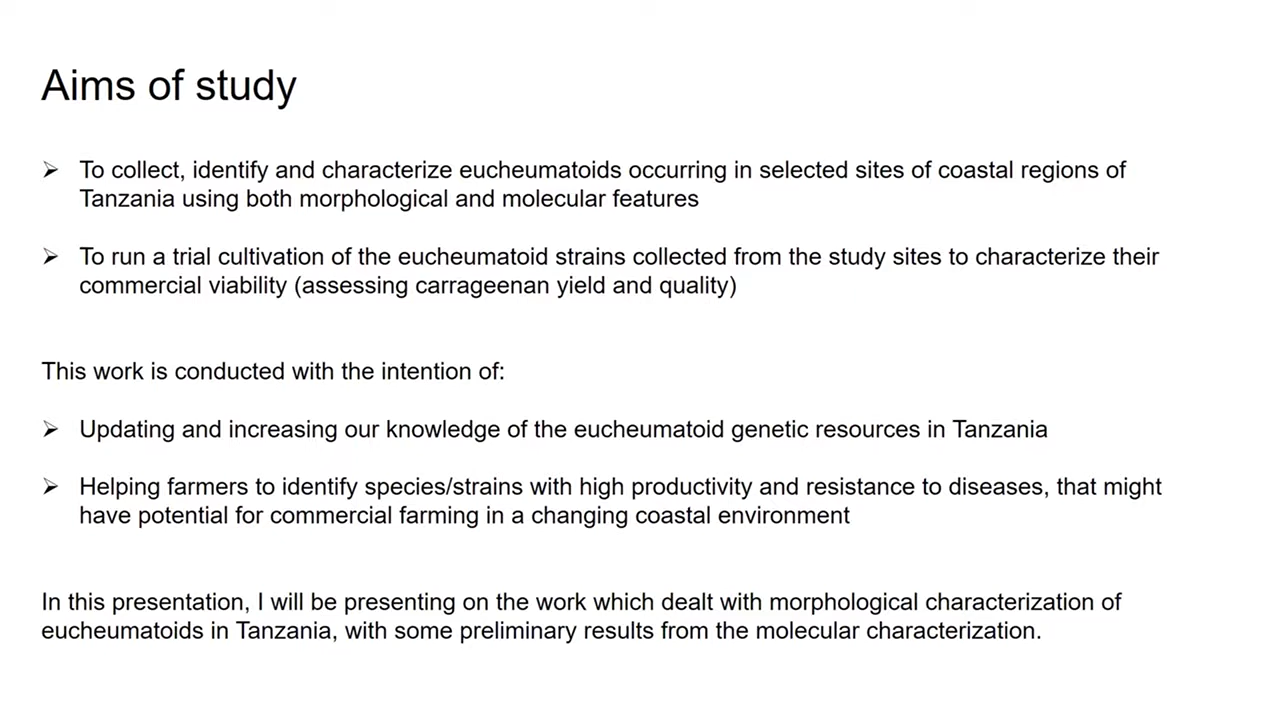 Aims of study
➢ To collect, identify and characterize eucheumatoids occurring in selected sites of coastal regions of
Tanzania using both morphological and molecular features
➢ To run a trial cultivation of the eucheumatoid strains collected from the study sites to characterize their
commercial viability (assessing carrageenan yield and quality)
This work is conducted with the intention of:
➢ Updating and increasing our knowledge of the eucheumatoid genetic resources in Tanzania
➢ Helping farmers to identify species/strains with high productivity and resistance to diseases, that might
have potential for commercial farming in a changing coastal environment
In this presentation, I will be presenting on the work which dealt with morphological characterization of
eucheumatoids in Tanzania, with some preliminary results from the molecular characterization.